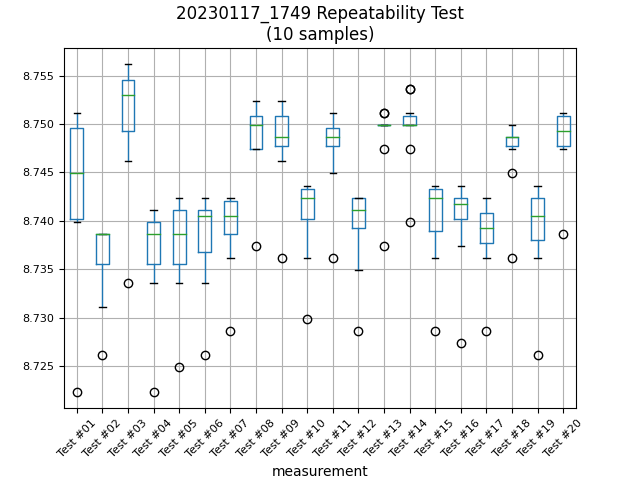 20230117_1749 Repeatability Test
(10 samples)
8.755
8.750
8.745
8.740
8.735
8.730
8.725
Test #01
Test #02
Test #03
Test #04
Test #05
Test #06
Test #07
Test #08
Test #09
Test #10
Test #11
Test #12
Test #13
Test #14
Test #15
Test #16
Test #17
Test #18
Test #19
Test #20
measurement